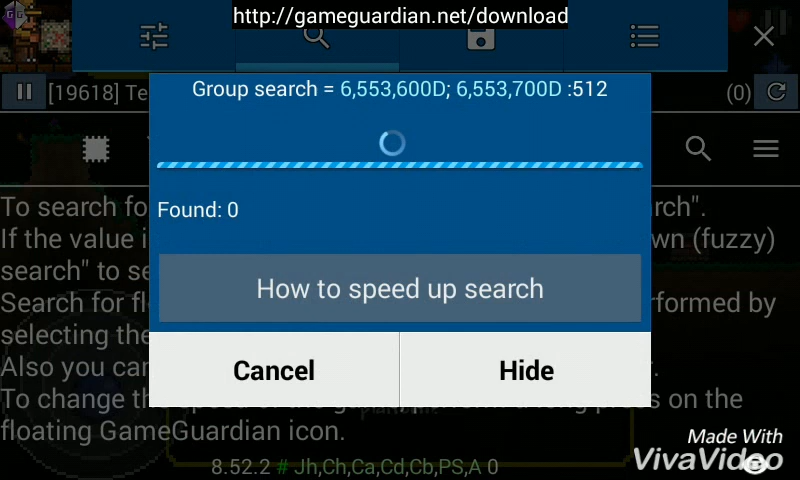 http://gameguardian.net/download
[19618] Te
(0)
Group search = 6,553,600D; 6,553,700D :512
Found: 0
How to speed up search
Cancel
Hide
To search fo rch".
If the value i wn (fuzzy)
search" to se
Search for fl rformed by
selecting the
Also you can
To change th s on the
floating GameGuardian icon.
8.52.2 # Jh,Ch,Ca,Cd,Cb,PS,A 0
Made With
VivaVideo